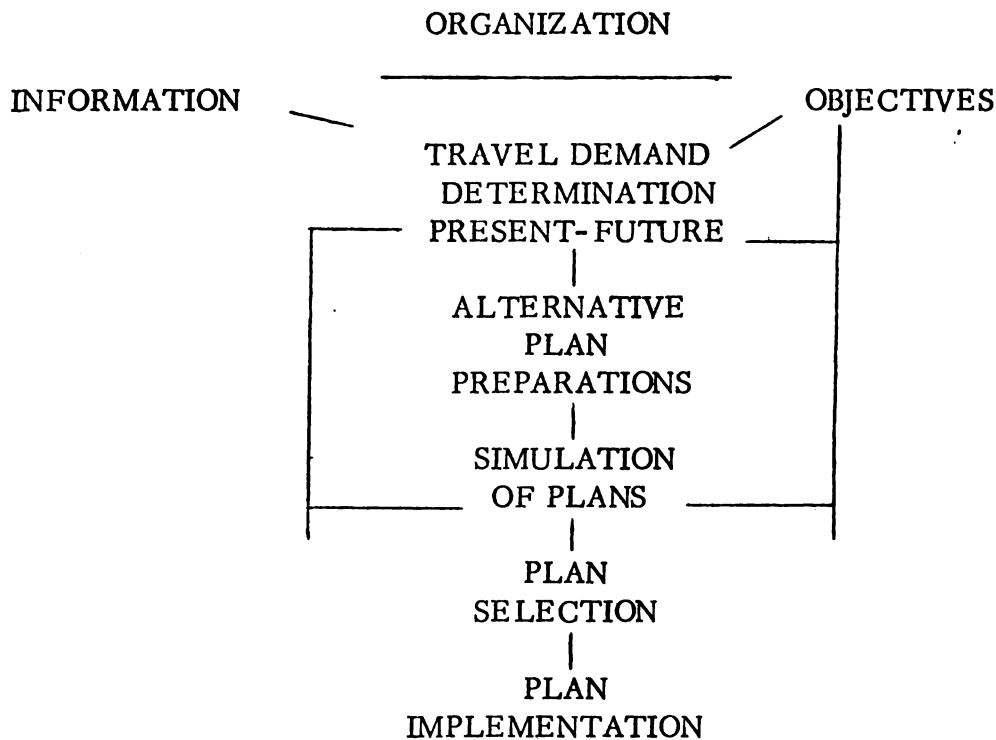 ORGANIZATION
INFORMATION
OBJECTIVES
TRAVEL DEMAND
DETERMINATION
PRESENT-FUTURE
ALTERNATIVE
PLAN
PREPARATIONS
SIMULATION
OF PLANS
PLAN
SELECTION
PLAN
IMPLEMENTATION